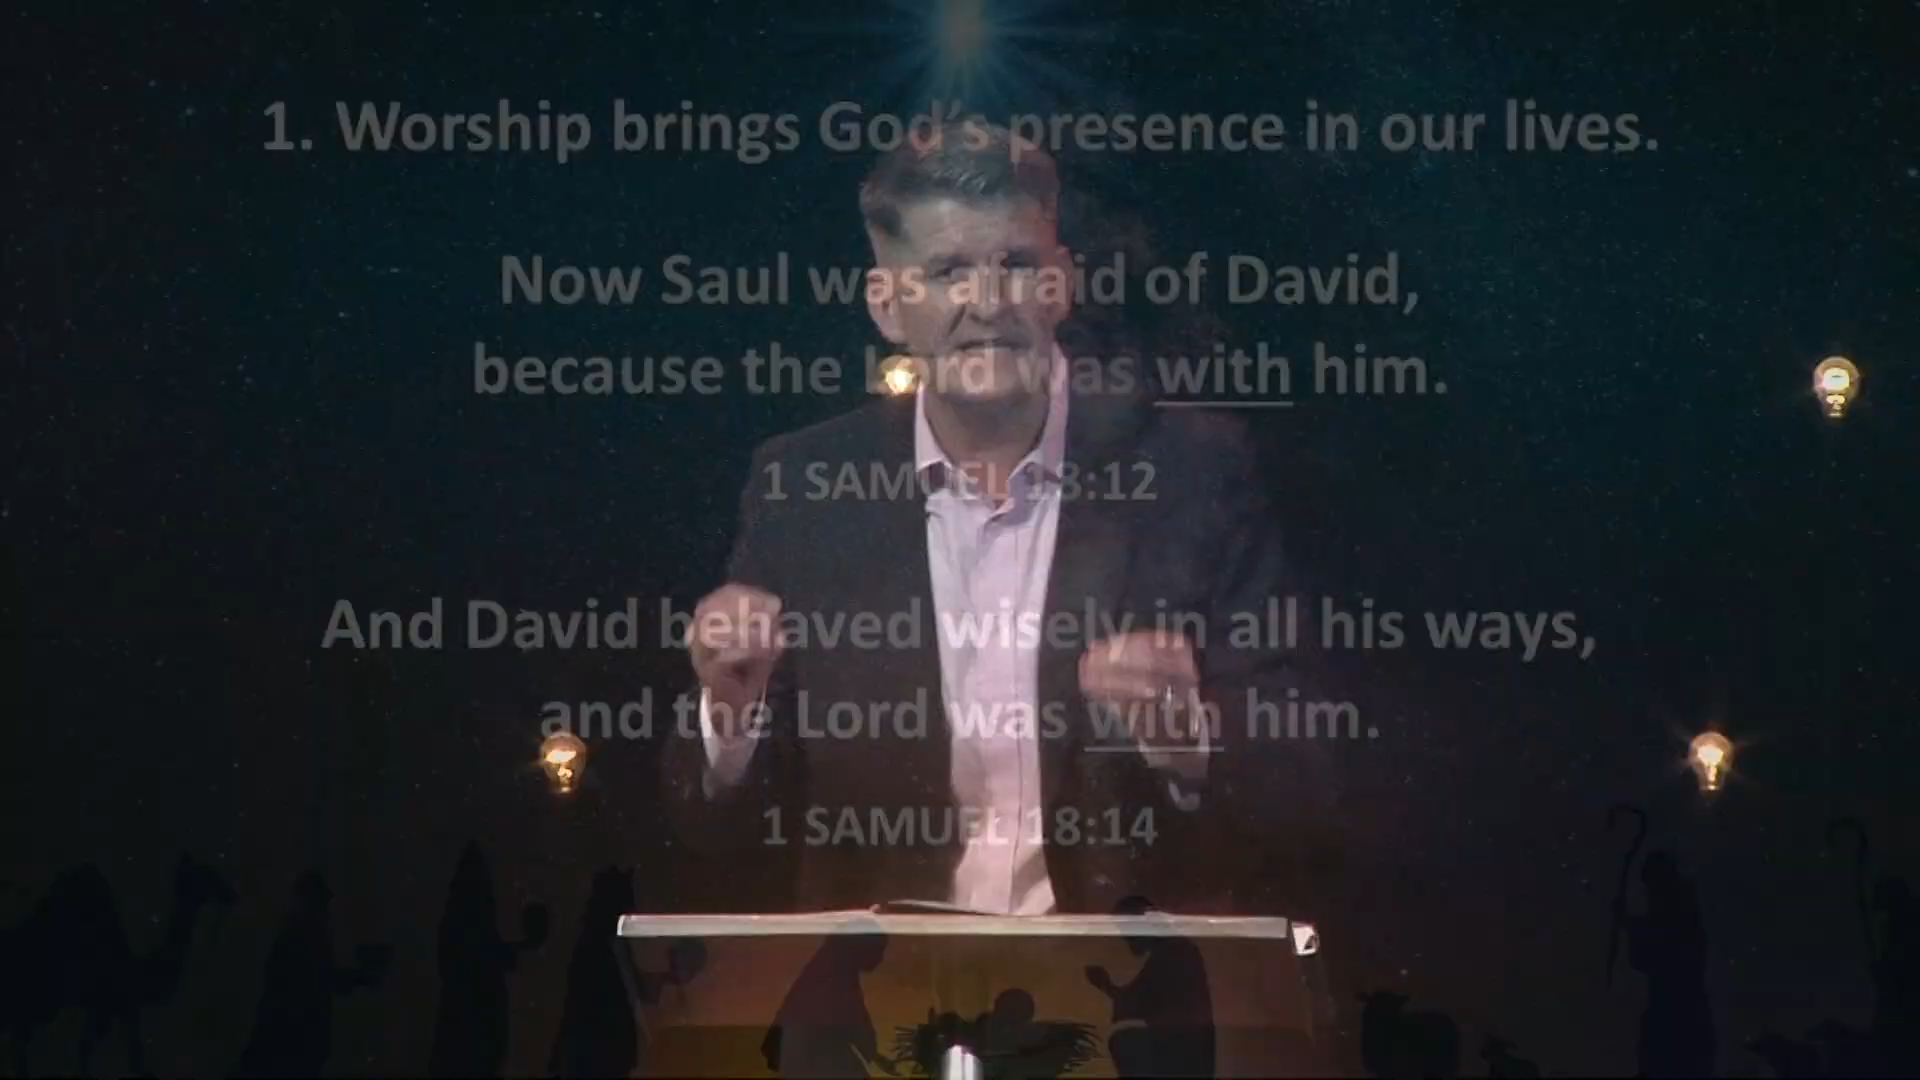 1. Worship brings God's presence in our lives.
Now Saul was afraid of David,
because the Lord was with him.
1 SAMUEL 18:12
And David behaved wisely in all his ways,
and the Lord was with him.
1 SAMUEL 18:14